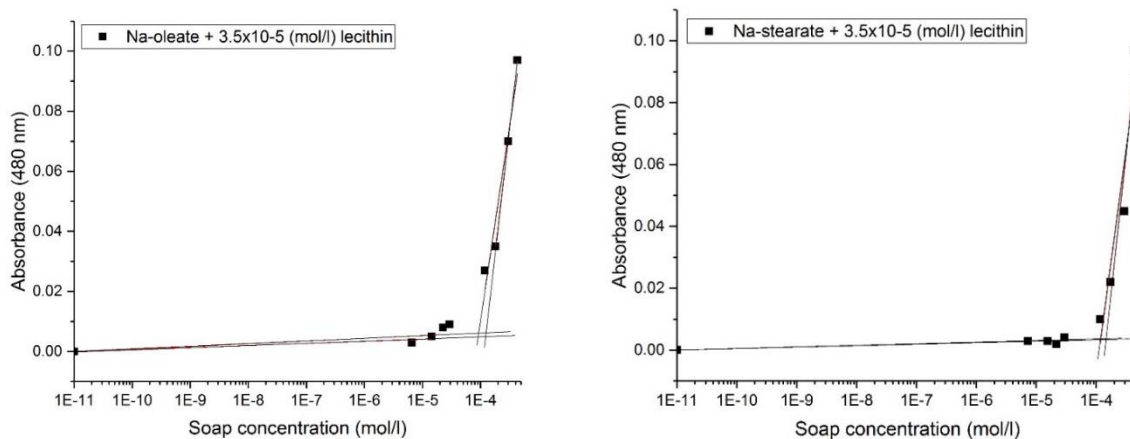 Na-oleate + 3.5x10-5 (mol/l) lecithin
0.10
0.08
0.06
0.04
0.02
0.00
Absorbance (480 nm)
1E-11 1E-10 1E-9 1E-8 1E-7 1E-6 1E-5 1E-4
Soap concentration (mol/l)
Na-stearate + 3.5x10-5 (mol/l) lecithin
0.10
0.08
0.06
0.04
0.02
0.00
Absorbance (480 nm)
1E-11 1E-10 1E-9 1E-8 1E-7 1E-6 1E-5 1E-4
Soap concentration (mol/l)